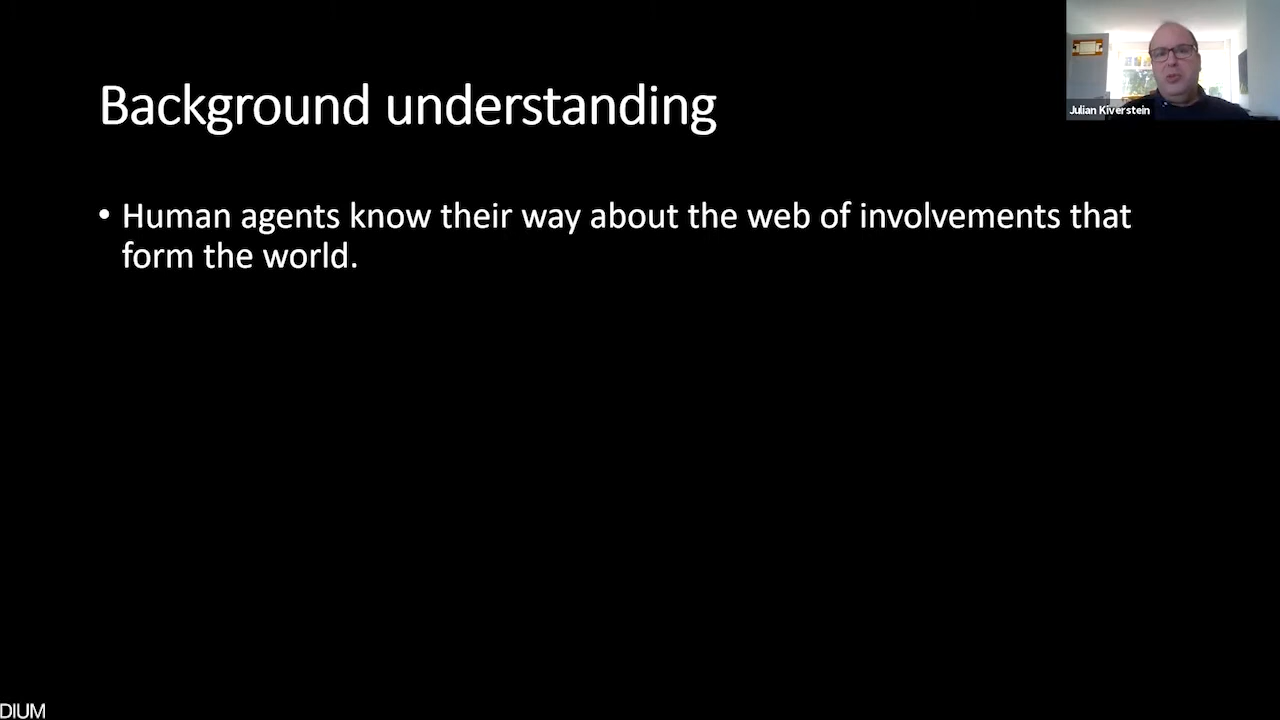 Background understanding
Julian Kiverstein
• Human agents know their way about the web of involvements that
form the world.
DIUM